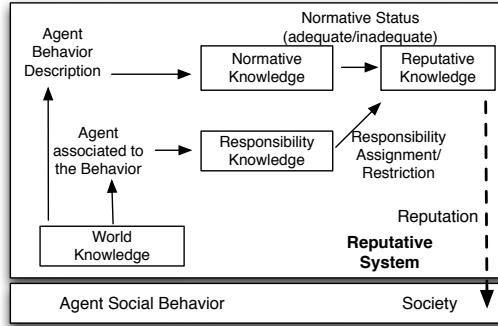 Normative Status
(adequate/inadequate)
Agent
Behavior
Description
Normative
Knowledge
Reputative
Knowledge
Agent
associated to
the Behavior
Responsibility
Knowledge
Responsibility
Assignment/
Restriction
Reputation
World
Knowledge
Reputative
System
Agent Social Behavior
Society